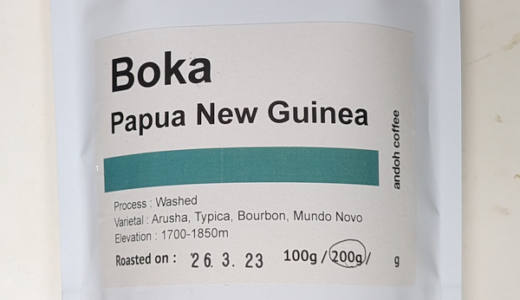 Boka
Papua New Guinea
andoh coffee
Process : Washed
Varietal : Arusha, Typica, Bourbon, Mundo Novo
Elevation : 1700-1850m
Roasted on : '26. 3. 23 100g / 200g / g